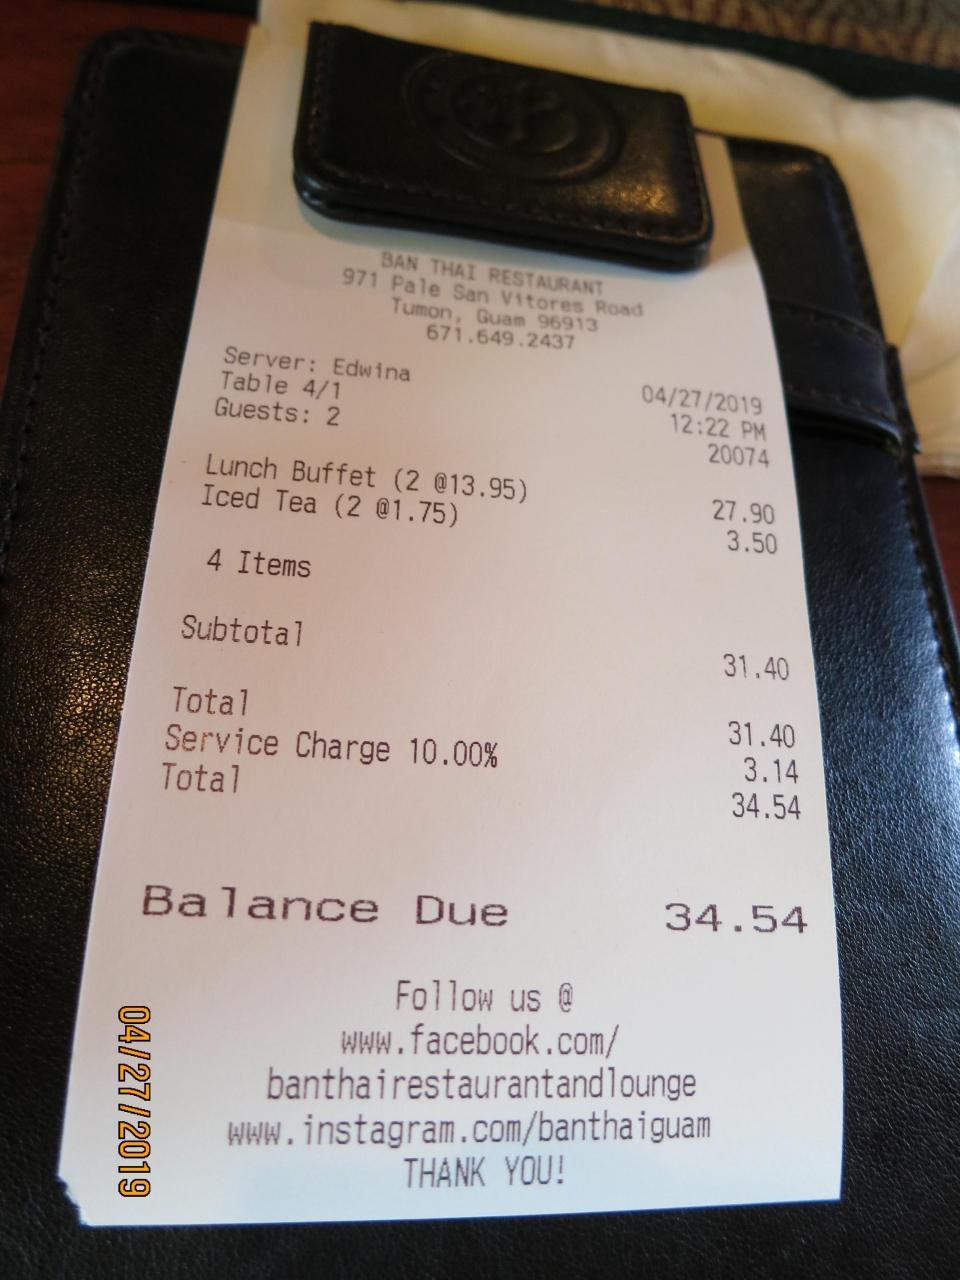 BAN THAI RESTAURANT
971 Pale San Vitores Road
Tumon, Guam 96913
671.649.2437
Server: Edwina 04/27/2019
Table 4/1 12:22 PM
Guests: 2 20074
Lunch Buffet (2 @13.95) 27.90
Iced Tea (2 @1.75) 3.50
4 Items
Subtotal 31.40
Total 31.40
Service Charge 10.00% 3.14
Total 34.54
Balance Due 34.54
Follow us @
www.facebook.com/
banthairestaurantandlounge
www.instagram.com/banthaiguam
THANK YOU!
04/27/2019